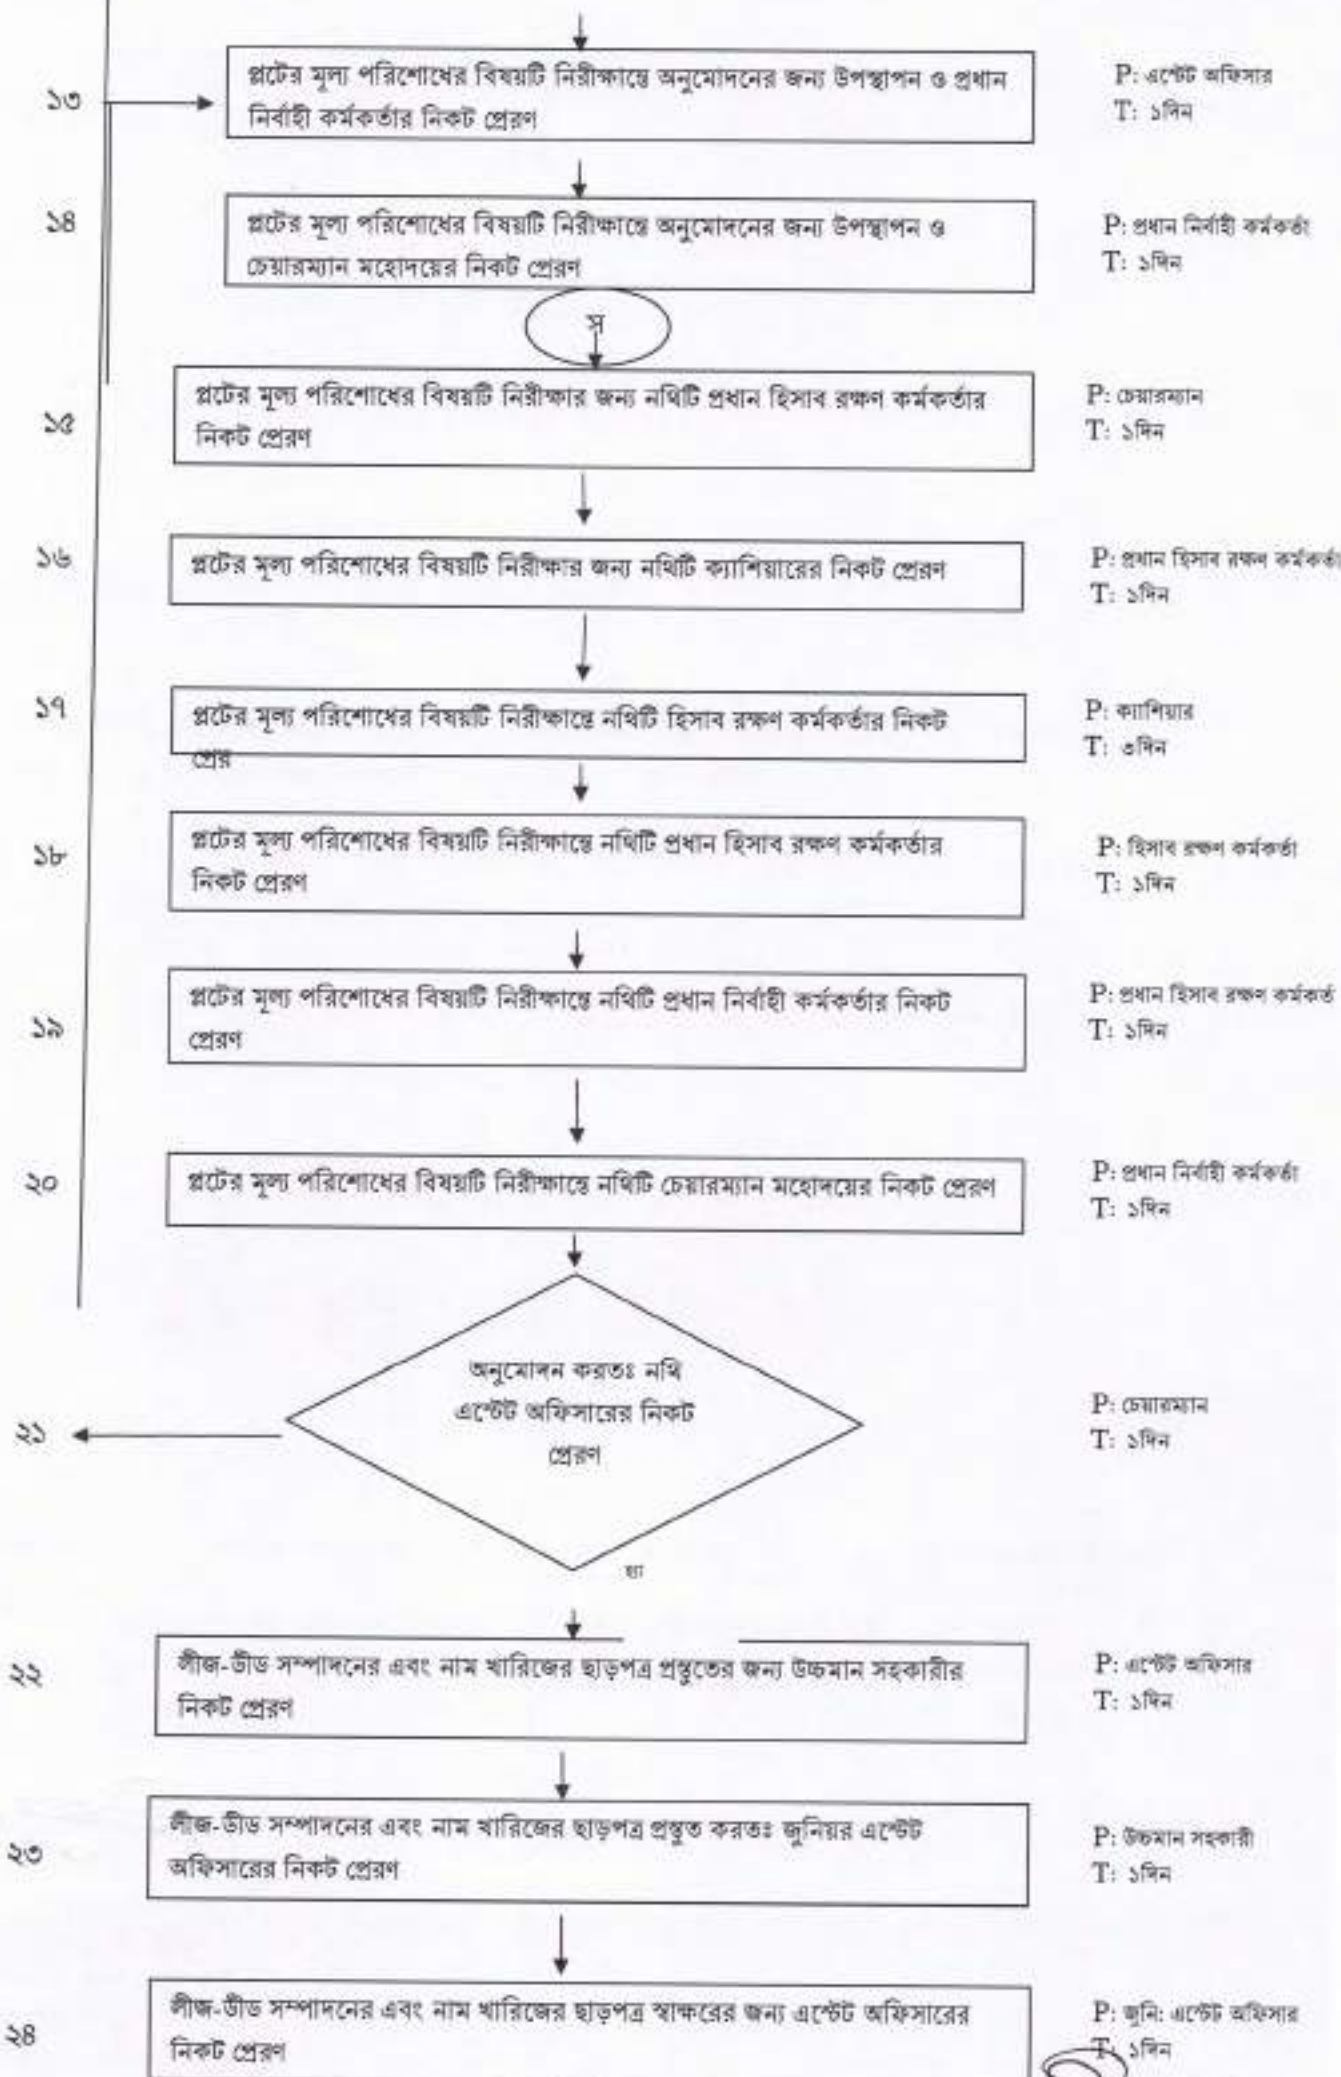 ১৩
প্লটের মূল্য পরিশোধের বিষয়টি নিরীক্ষান্তে অনুমোদনের জন্য উপস্থাপন ও প্রধান
নির্বাহী কর্মকর্তার নিকট প্রেরণ
P: এস্টেট অফিসার
T: ১দিন
১৪
প্লটের মূল্য পরিশোধের বিষয়টি নিরীক্ষান্তে অনুমোদনের জন্য উপস্থাপন ও
চেয়ারম্যান মহোদয়ের নিকট প্রেরণ
P: প্রধান নির্বাহী কর্মকর্তা
T: ১দিন
স
১৫
প্লটের মূল্য পরিশোধের বিষয়টি নিরীক্ষার জন্য নথিটি প্রধান হিসাব রক্ষণ কর্মকর্তার
নিকট প্রেরণ
P: চেয়ারম্যান
T: ১দিন
১৬
প্লটের মূল্য পরিশোধের বিষয়টি নিরীক্ষার জন্য নথিটি ক্যাশিয়ারের নিকট প্রেরণ
P: প্রধান হিসাব রক্ষণ কর্মকর্তা
T: ১দিন
১৭
প্লটের মূল্য পরিশোধের বিষয়টি নিরীক্ষান্তে নথিটি হিসাব রক্ষণ কর্মকর্তার নিকট
প্রের
P: ক্যাশিয়ার
T: ৩দিন
১৮
প্লটের মূল্য পরিশোধের বিষয়টি নিরীক্ষান্তে নথিটি প্রধান হিসাব রক্ষণ কর্মকর্তার
নিকট প্রেরণ
P: হিসাব রক্ষণ কর্মকর্তা
T: ১দিন
১৯
প্লটের মূল্য পরিশোধের বিষয়টি নিরীক্ষান্তে নথিটি প্রধান নির্বাহী কর্মকর্তার নিকট
প্রেরণ
P: প্রধান হিসাব রক্ষণ কর্মকর্ত
T: ১দিন
২০
প্লটের মূল্য পরিশোধের বিষয়টি নিরীক্ষান্তে নথিটি চেয়ারম্যান মহোদয়ের নিকট প্রেরণ
P: প্রধান নির্বাহী কর্মকর্তা
T: ১দিন
২১
অনুমোদন করতঃ নথি
এস্টেট অফিসারের নিকট
প্রেরণ
P: চেয়ারম্যান
T: ১দিন
হ্যা
২২
লীজ-ডীড সম্পাদনের এবং নাম খারিজের ছাড়পত্র প্রস্তুতের জন্য উচ্চমান সহকারীর
নিকট প্রেরণ
P: এস্টেট অফিসার
T: ১দিন
২৩
লীজ-ডীড সম্পাদনের এবং নাম খারিজের ছাড়পত্র প্রস্তুত করতঃ জুনিয়র এস্টেট
অফিসারের নিকট প্রেরণ
P: উচ্চমান সহকারী
T: ১দিন
২৪
লীজ-ডীড সম্পাদনের এবং নাম খারিজের ছাড়পত্র স্বাক্ষরের জন্য এস্টেট অফিসারের
নিকট প্রেরণ
P: জুনি: এস্টেট অফিসার
T: ১দিন